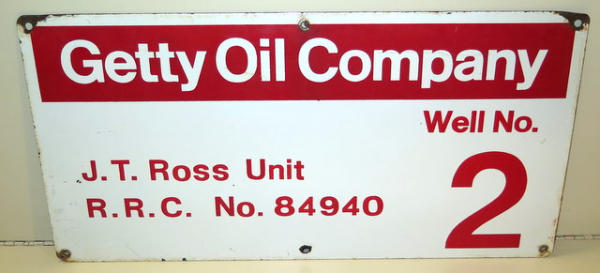 Getty Oil Company
Well No.
2
J.T. Ross Unit
R.R.C. No. 84940